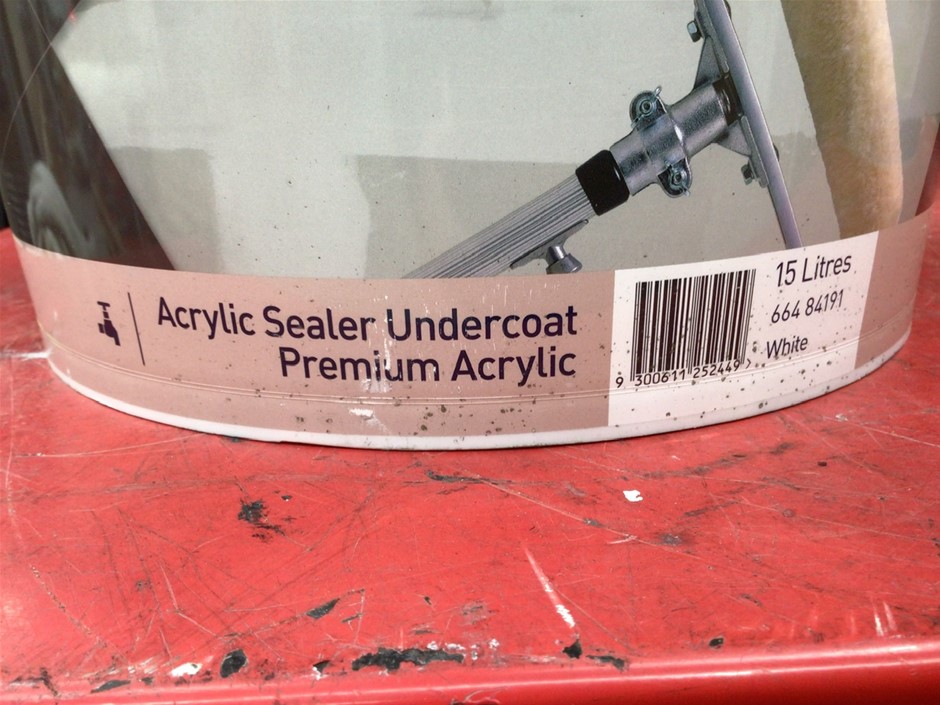 Acrylic Sealer Undercoat
Premium Acrylic
15 Litres
664 84191
White
9 300611 252449 >